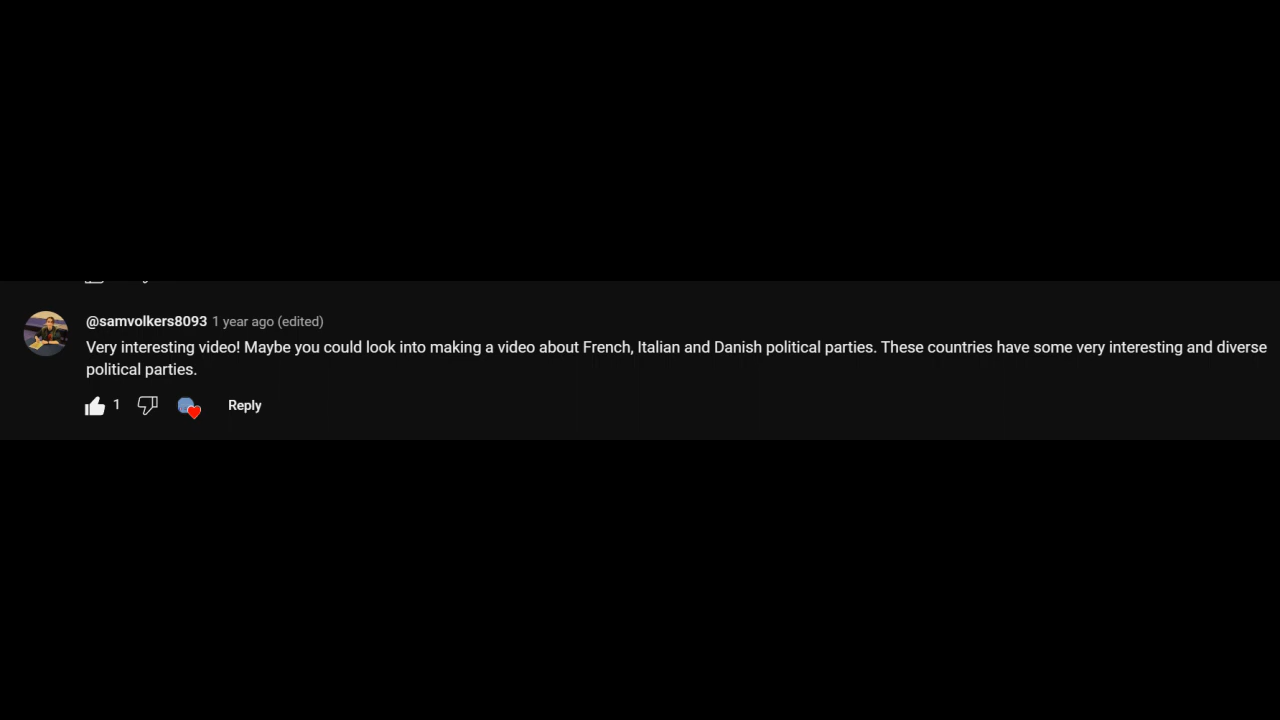 @samvolkers8093 1 year ago (edited)
Very interesting video! Maybe you could look into making a video about French, Italian and Danish political parties. These countries have some very interesting and diverse
political parties.
1 Reply